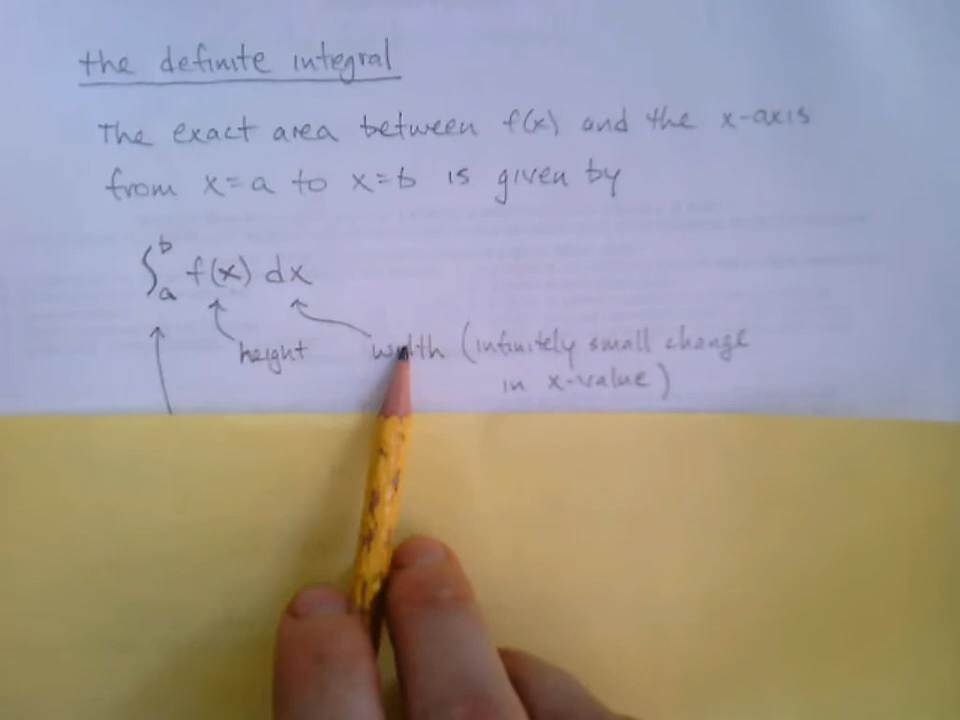 the definite integral
The exact area between f(x) and the x-axis
from x=a to x=b is given by
∫ₐᵇ f(x) dx
height width (infinitely small change
in x-value)